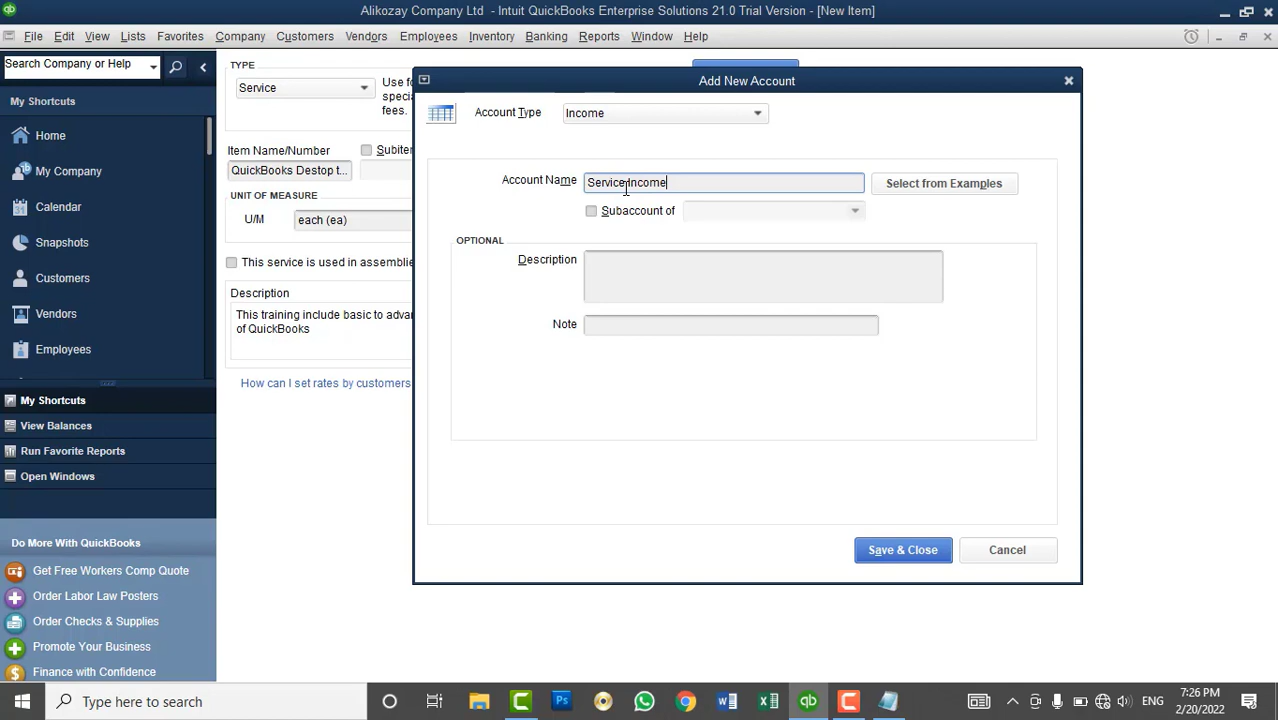 Alikozay Company Ltd - Intuit QuickBooks Enterprise Solutions 21.0 Trial Version - [New Item]
File Edit View Lists Favorites Company Customers Vendors Employees Inventory Banking Reports Window Help
Search Company or Help
My Shortcuts
Home
My Company
Calendar
Snapshots
Customers
Vendors
Employees
My Shortcuts
View Balances
Run Favorite Reports
Open Windows
Do More With QuickBooks
Get Free Workers Comp Quote
Order Labor Law Posters
Order Checks & Supplies
Promote Your Business
Finance with Confidence
TYPE
Service
Use fo
specia
fees.
Item Name/Number
Subiter
QuickBooks Destop t...
UNIT OF MEASURE
U/M
each (ea)
This service is used in assemblie
Description
This training include basic to adva
of QuickBooks
How can I set rates by customers
Add New Account
Account Type
Income
Account Name
Service Income
Select from Examples
Subaccount of
OPTIONAL
Description
Note
Save & Close
Cancel
Type here to search
ENG
7:26 PM
2/20/2022